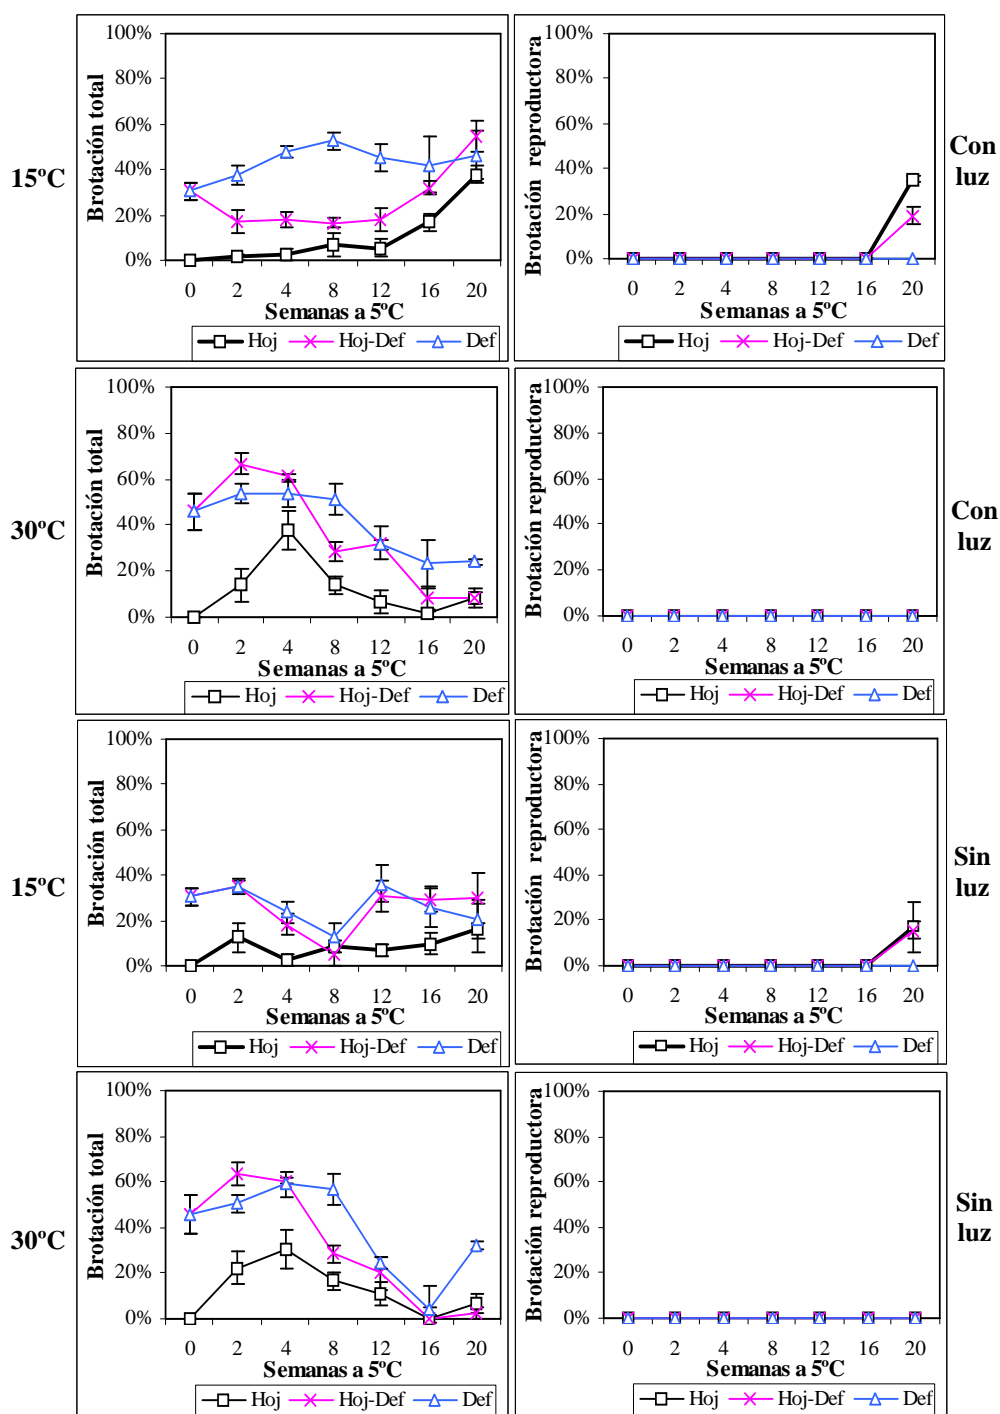 15ºC
Brotación total
100%
80%
60%
40%
20%
0%
0 2 4 8 12 16 20
Semanas a 5ºC
Hoj Hoj-Def Def
Brotación reproductora
100%
80%
60%
40%
20%
0%
0 2 4 8 12 16 20
Semanas a 5ºC
Hoj Hoj-Def Def
Con
luz
30ºC
Brotación total
100%
80%
60%
40%
20%
0%
0 2 4 8 12 16 20
Semanas a 5ºC
Hoj Hoj-Def Def
Brotación reproductora
100%
80%
60%
40%
20%
0%
0 2 4 8 12 16 20
Semanas a 5ºC
Hoj Hoj-Def Def
Con
luz
15ºC
Brotación total
100%
80%
60%
40%
20%
0%
0 2 4 8 12 16 20
Semanas a 5ºC
Hoj Hoj-Def Def
Brotación reproductora
100%
80%
60%
40%
20%
0%
0 2 4 8 12 16 20
Semanas a 5ºC
Hoj Hoj-Def Def
Sin
luz
30ºC
Brotación total
100%
80%
60%
40%
20%
0%
0 2 4 8 12 16 20
Semanas a 5ºC
Hoj Hoj-Def Def
Brotación reproductora
100%
80%
60%
40%
20%
0%
0 2 4 8 12 16 20
Semanas a 5ºC
Hoj Hoj-Def Def
Sin
luz